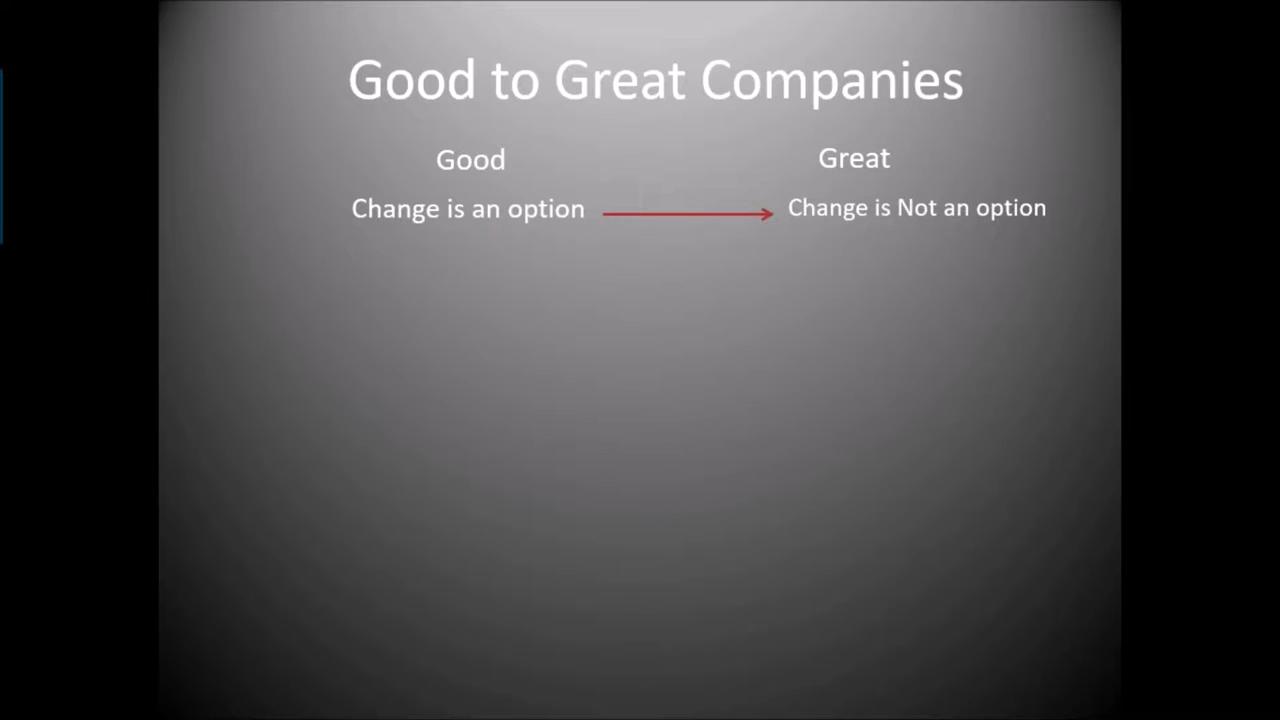 Good to Great Companies
Good Great
Change is an option Change is Not an option